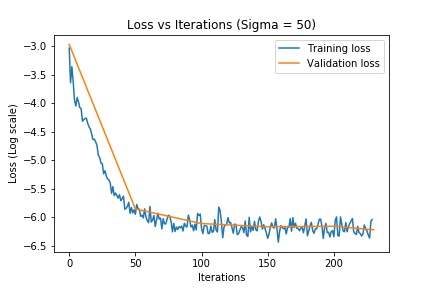 Loss vs Iterations (Sigma = 50)
Training loss
Validation loss
Loss (Log scale)
−3.0
−3.5
−4.0
−4.5
−5.0
−5.5
−6.0
−6.5
0
50
100
150
200
Iterations